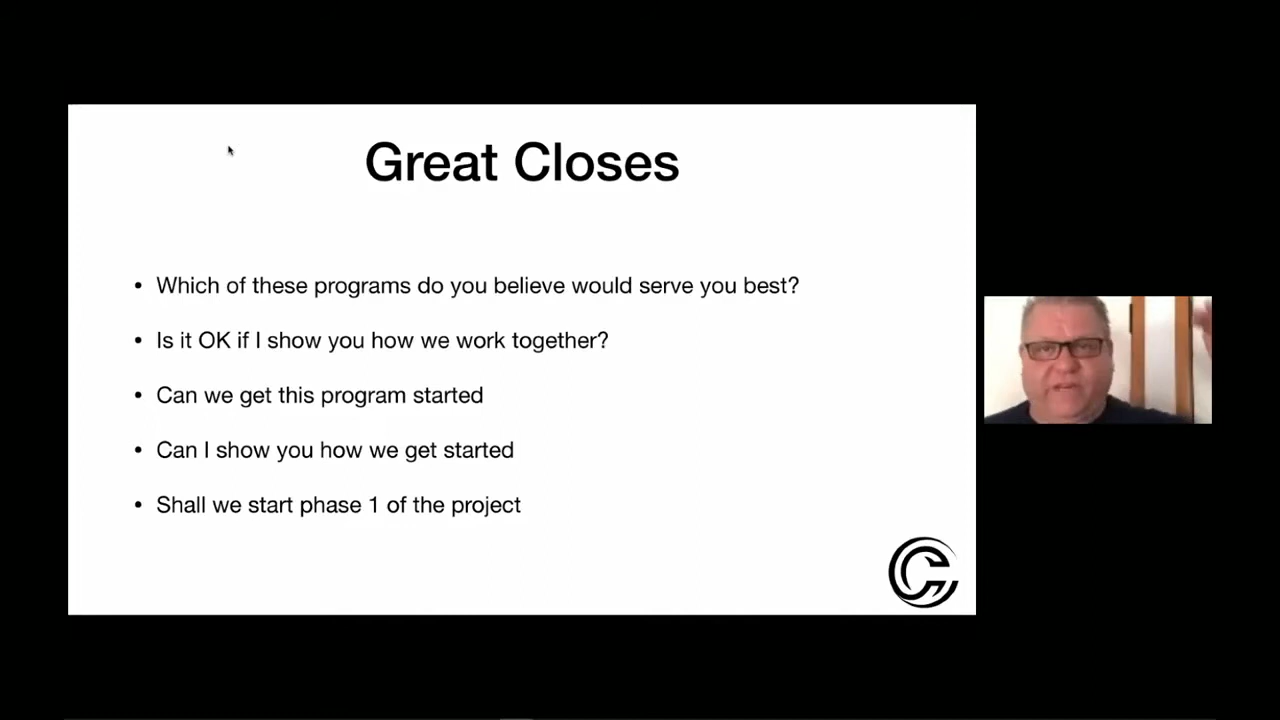 Great Closes
• Which of these programs do you believe would serve you best?
• Is it OK if I show you how we work together?
• Can we get this program started
• Can I show you how we get started
• Shall we start phase 1 of the project